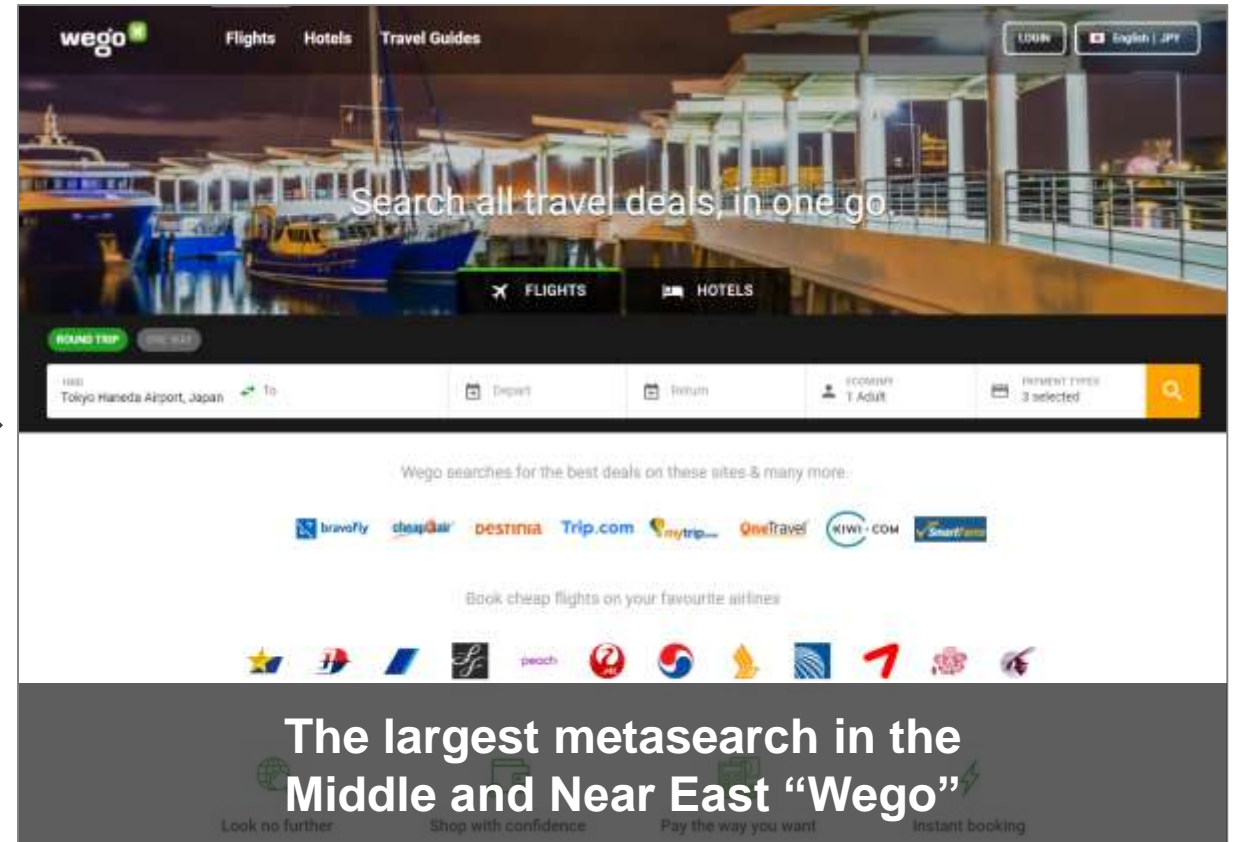 wego
Flights Hotels Travel Guides
LOGIN English | JPY
Search all travel deals, in one go.
FLIGHTS HOTELS
ROUND TRIP ONE WAY
Tokyo Haneda Airport, Japan To Depart Return ECONOMY 1 Adult PAYMENT TYPES 3 selected
Wego searches for the best deals on these sites & many more
bravofly cheapOair DESTINIA Trip.com mytrip OneTravel KIWI.COM SmartFares
Book cheap flights on your favourite airlines
peach JAL
The largest metasearch in the
Middle and Near East “Wego”
Look no further Shop with confidence Pay the way you want Instant booking